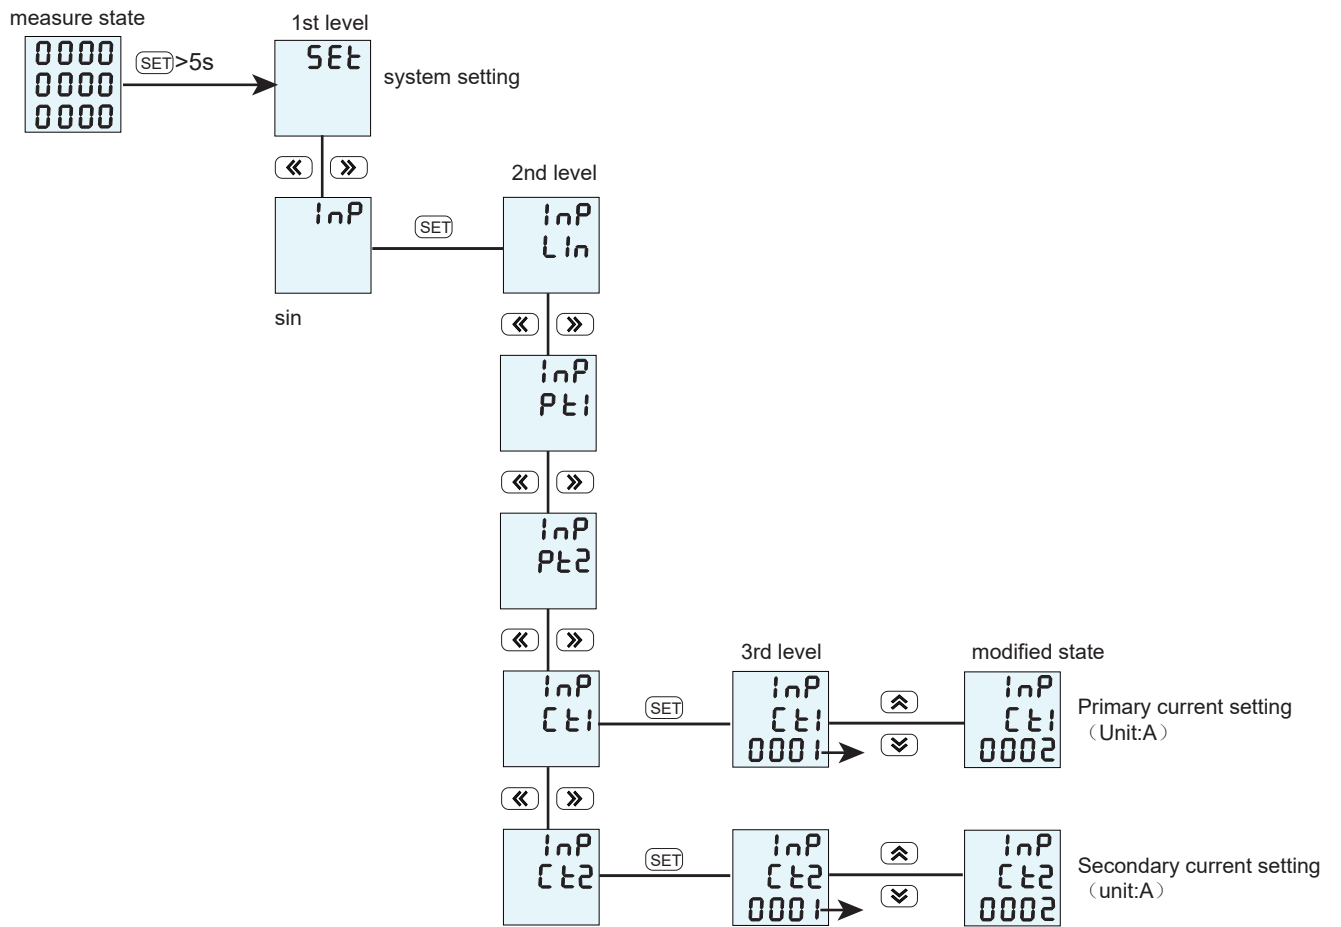 measure state
0000
0000
0000
SET >5s
1st level
SEt
system setting
« »
InP
sin
SET
2nd level
InP
LIn
« »
InP
Pt1
« »
InP
Pt2
« »
InP
Ct1
SET
3rd level
InP
Ct1
0001
modified state
InP
Ct1
0002
Primary current setting
（Unit:A）
« »
InP
Ct2
SET
InP
Ct2
0001
InP
Ct2
0002
Secondary current setting
（unit:A）